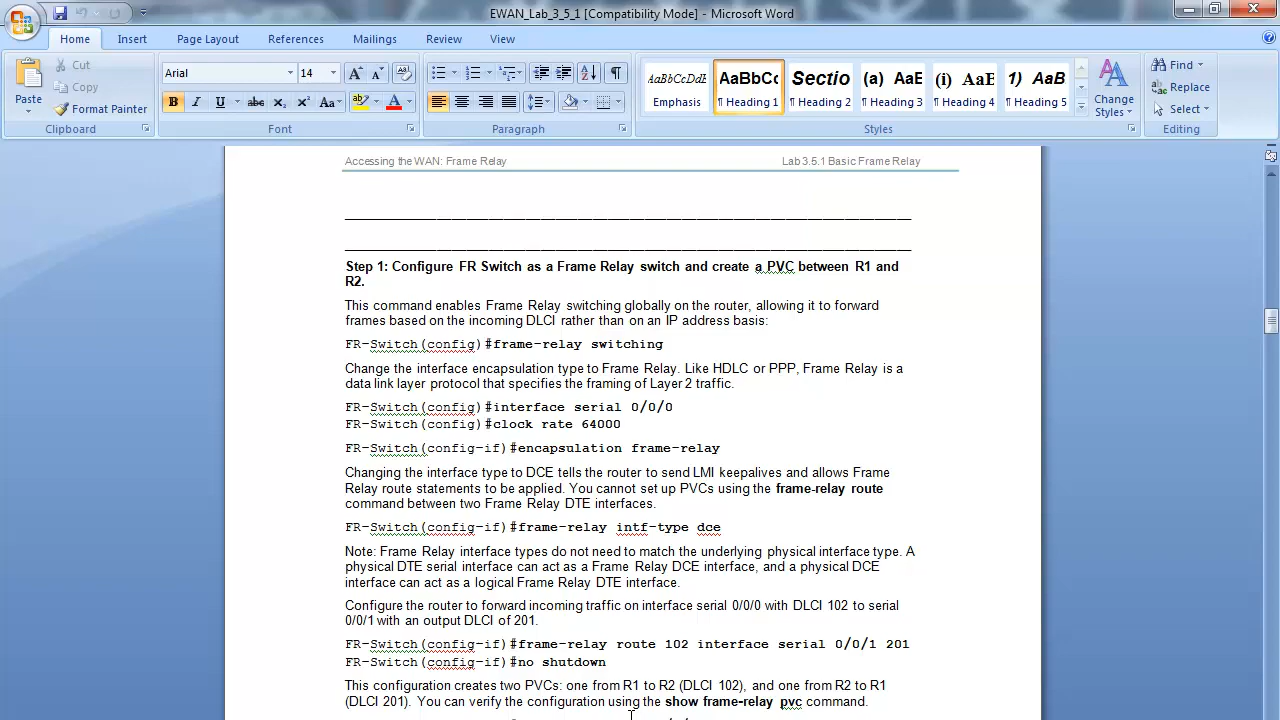 EWAN_Lab_3_5_1 [Compatibility Mode] - Microsoft Word
Home Insert Page Layout References Mailings Review View
Paste
Cut
Copy
Format Painter
Clipboard
Arial 14
B I U abc x₂ x² Aa
ab A
Font
Paragraph
AaBbCcDdE AaBbCc Sectio (a) AaE (i) AaE 1) AaB
Emphasis ¶ Heading 1 ¶ Heading 2 ¶ Heading 3 ¶ Heading 4 ¶ Heading 5
Change Styles
Styles
Find
Replace
Select
Editing
Accessing the WAN: Frame Relay Lab 3.5.1 Basic Frame Relay
Step 1: Configure FR Switch as a Frame Relay switch and create a PVC between R1 and
R2.
This command enables Frame Relay switching globally on the router, allowing it to forward
frames based on the incoming DLCI rather than on an IP address basis:
FR-Switch(config)#frame-relay switching
Change the interface encapsulation type to Frame Relay. Like HDLC or PPP, Frame Relay is a
data link layer protocol that specifies the framing of Layer 2 traffic.
FR-Switch(config)#interface serial 0/0/0
FR-Switch(config)#clock rate 64000
FR-Switch(config-if)#encapsulation frame-relay
Changing the interface type to DCE tells the router to send LMI keepalives and allows Frame
Relay route statements to be applied. You cannot set up PVCs using the frame-relay route
command between two Frame Relay DTE interfaces.
FR-Switch(config-if)#frame-relay intf-type dce
Note: Frame Relay interface types do not need to match the underlying physical interface type. A
physical DTE serial interface can act as a Frame Relay DCE interface, and a physical DCE
interface can act as a logical Frame Relay DTE interface.
Configure the router to forward incoming traffic on interface serial 0/0/0 with DLCI 102 to serial
0/0/1 with an output DLCI of 201.
FR-Switch(config-if)#frame-relay route 102 interface serial 0/0/1 201
FR-Switch(config-if)#no shutdown
This configuration creates two PVCs: one from R1 to R2 (DLCI 102), and one from R2 to R1
(DLCI 201). You can verify the configuration using the show frame-relay pvc command.